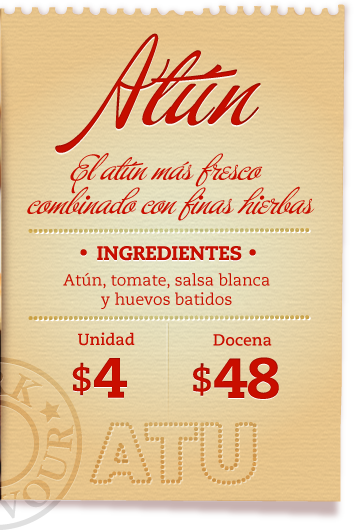 Atún
El atún más fresco
combinado con finas hierbas
• INGREDIENTES •
Atún, tomate, salsa blanca
y huevos batidos
Unidad
Docena
$4
$48
ATU